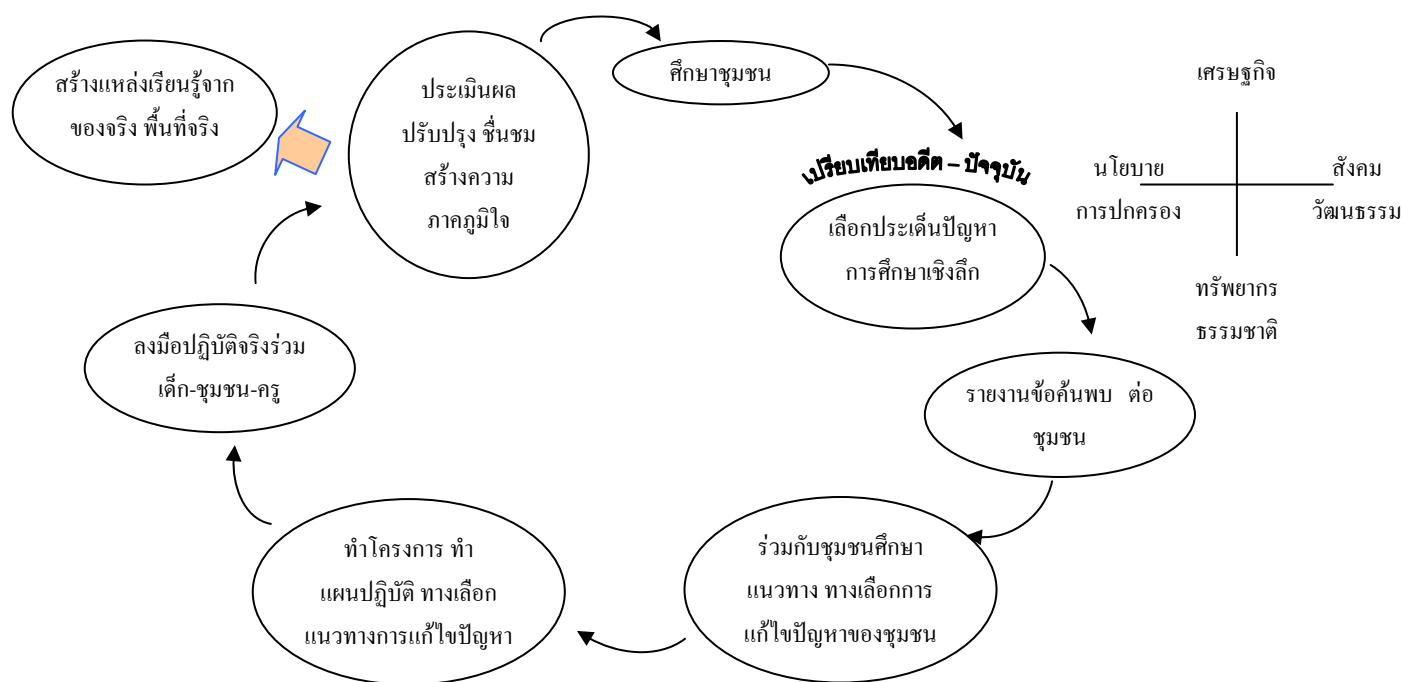 สร้างแหล่งเรียนรู้จาก
ของจริง พื้นที่จริง
ประเมินผล
ปรับปรุง ชื่นชม
สร้างความ
ภาคภูมิใจ
ศึกษาชุมชน
เปรียบเทียบอดีต – ปัจจุบัน
เลือกประเด็นปัญหา
การศึกษาเชิงลึก
เศรษฐกิจ
นโยบาย
การปกครอง
สังคม
วัฒนธรรม
ทรัพยากร
ธรรมชาติ
รายงานข้อค้นพบ ต่อ
ชุมชน
ร่วมกับชุมชนศึกษา
แนวทาง ทางเลือกการ
แก้ไขปัญหาของชุมชน
ทำโครงการ ทำ
แผนปฏิบัติ ทางเลือก
แนวทางการแก้ไขปัญหา
ลงมือปฏิบัติจริงร่วม
เด็ก-ชุมชน-ครู